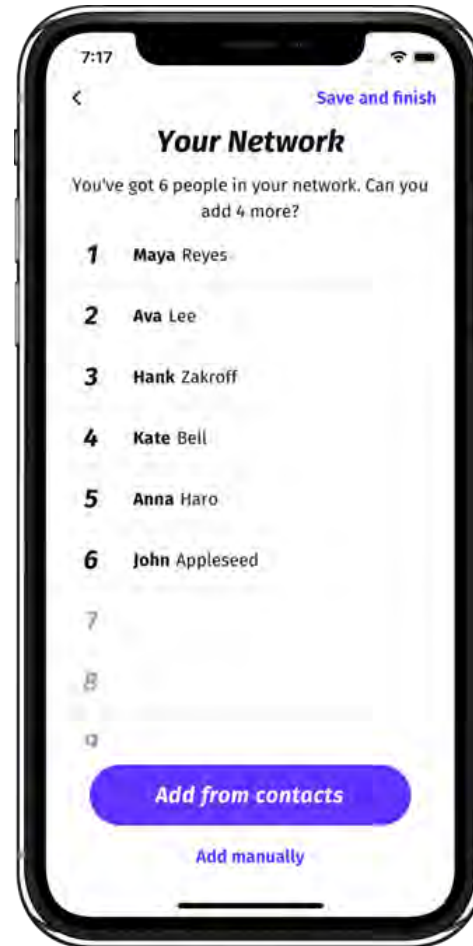 7:17
<
Save and finish
Your Network
You've got 6 people in your network. Can you
add 4 more?
1 Maya Reyes
2 Ava Lee
3 Hank Zakroff
4 Kate Bell
5 Anna Haro
6 John Appleseed
7
8
9
Add from contacts
Add manually